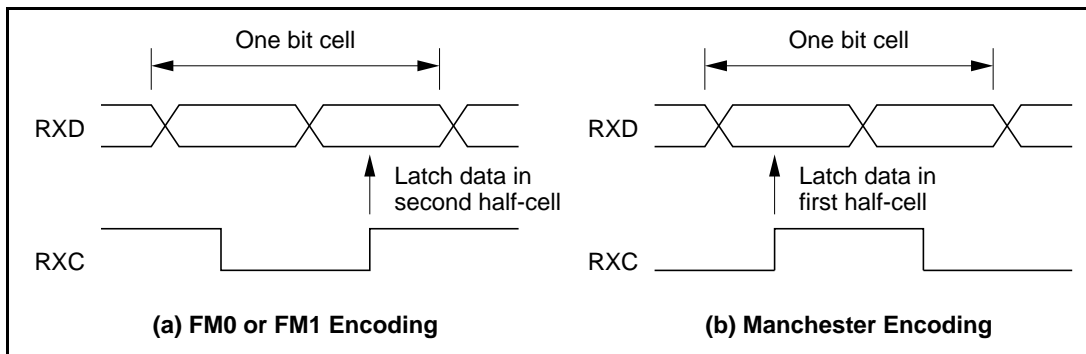 One bit cell
RXD
Latch data in
second half-cell
RXC
(a) FM0 or FM1 Encoding
One bit cell
RXD
Latch data in
first half-cell
RXC
(b) Manchester Encoding